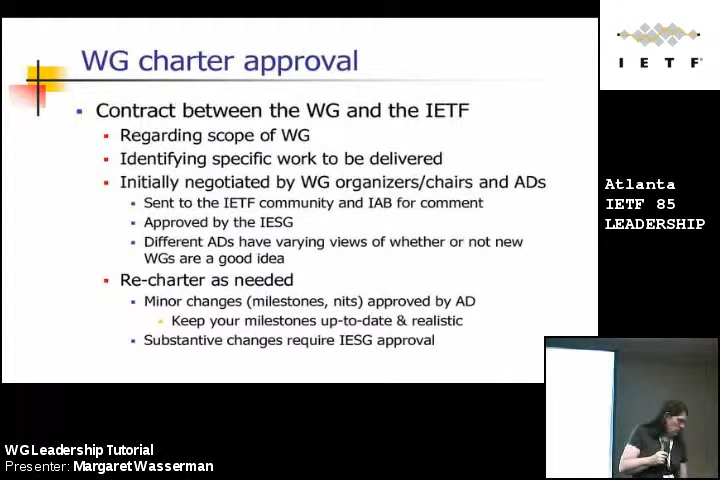 WG charter approval
Contract between the WG and the IETF
Regarding scope of WG
Identifying specific work to be delivered
Initially negotiated by WG organizers/chairs and ADs
Sent to the IETF community and IAB for comment
Approved by the IESG
Different ADs have varying views of whether or not new
WGs are a good idea
Re-charter as needed
Minor changes (milestones, nits) approved by AD
Keep your milestones up-to-date & realistic
Substantive changes require IESG approval
I E T F®
Atlanta
IETF 85
LEADERSHIP
WG Leadership Tutorial
Presenter: Margaret Wasserman